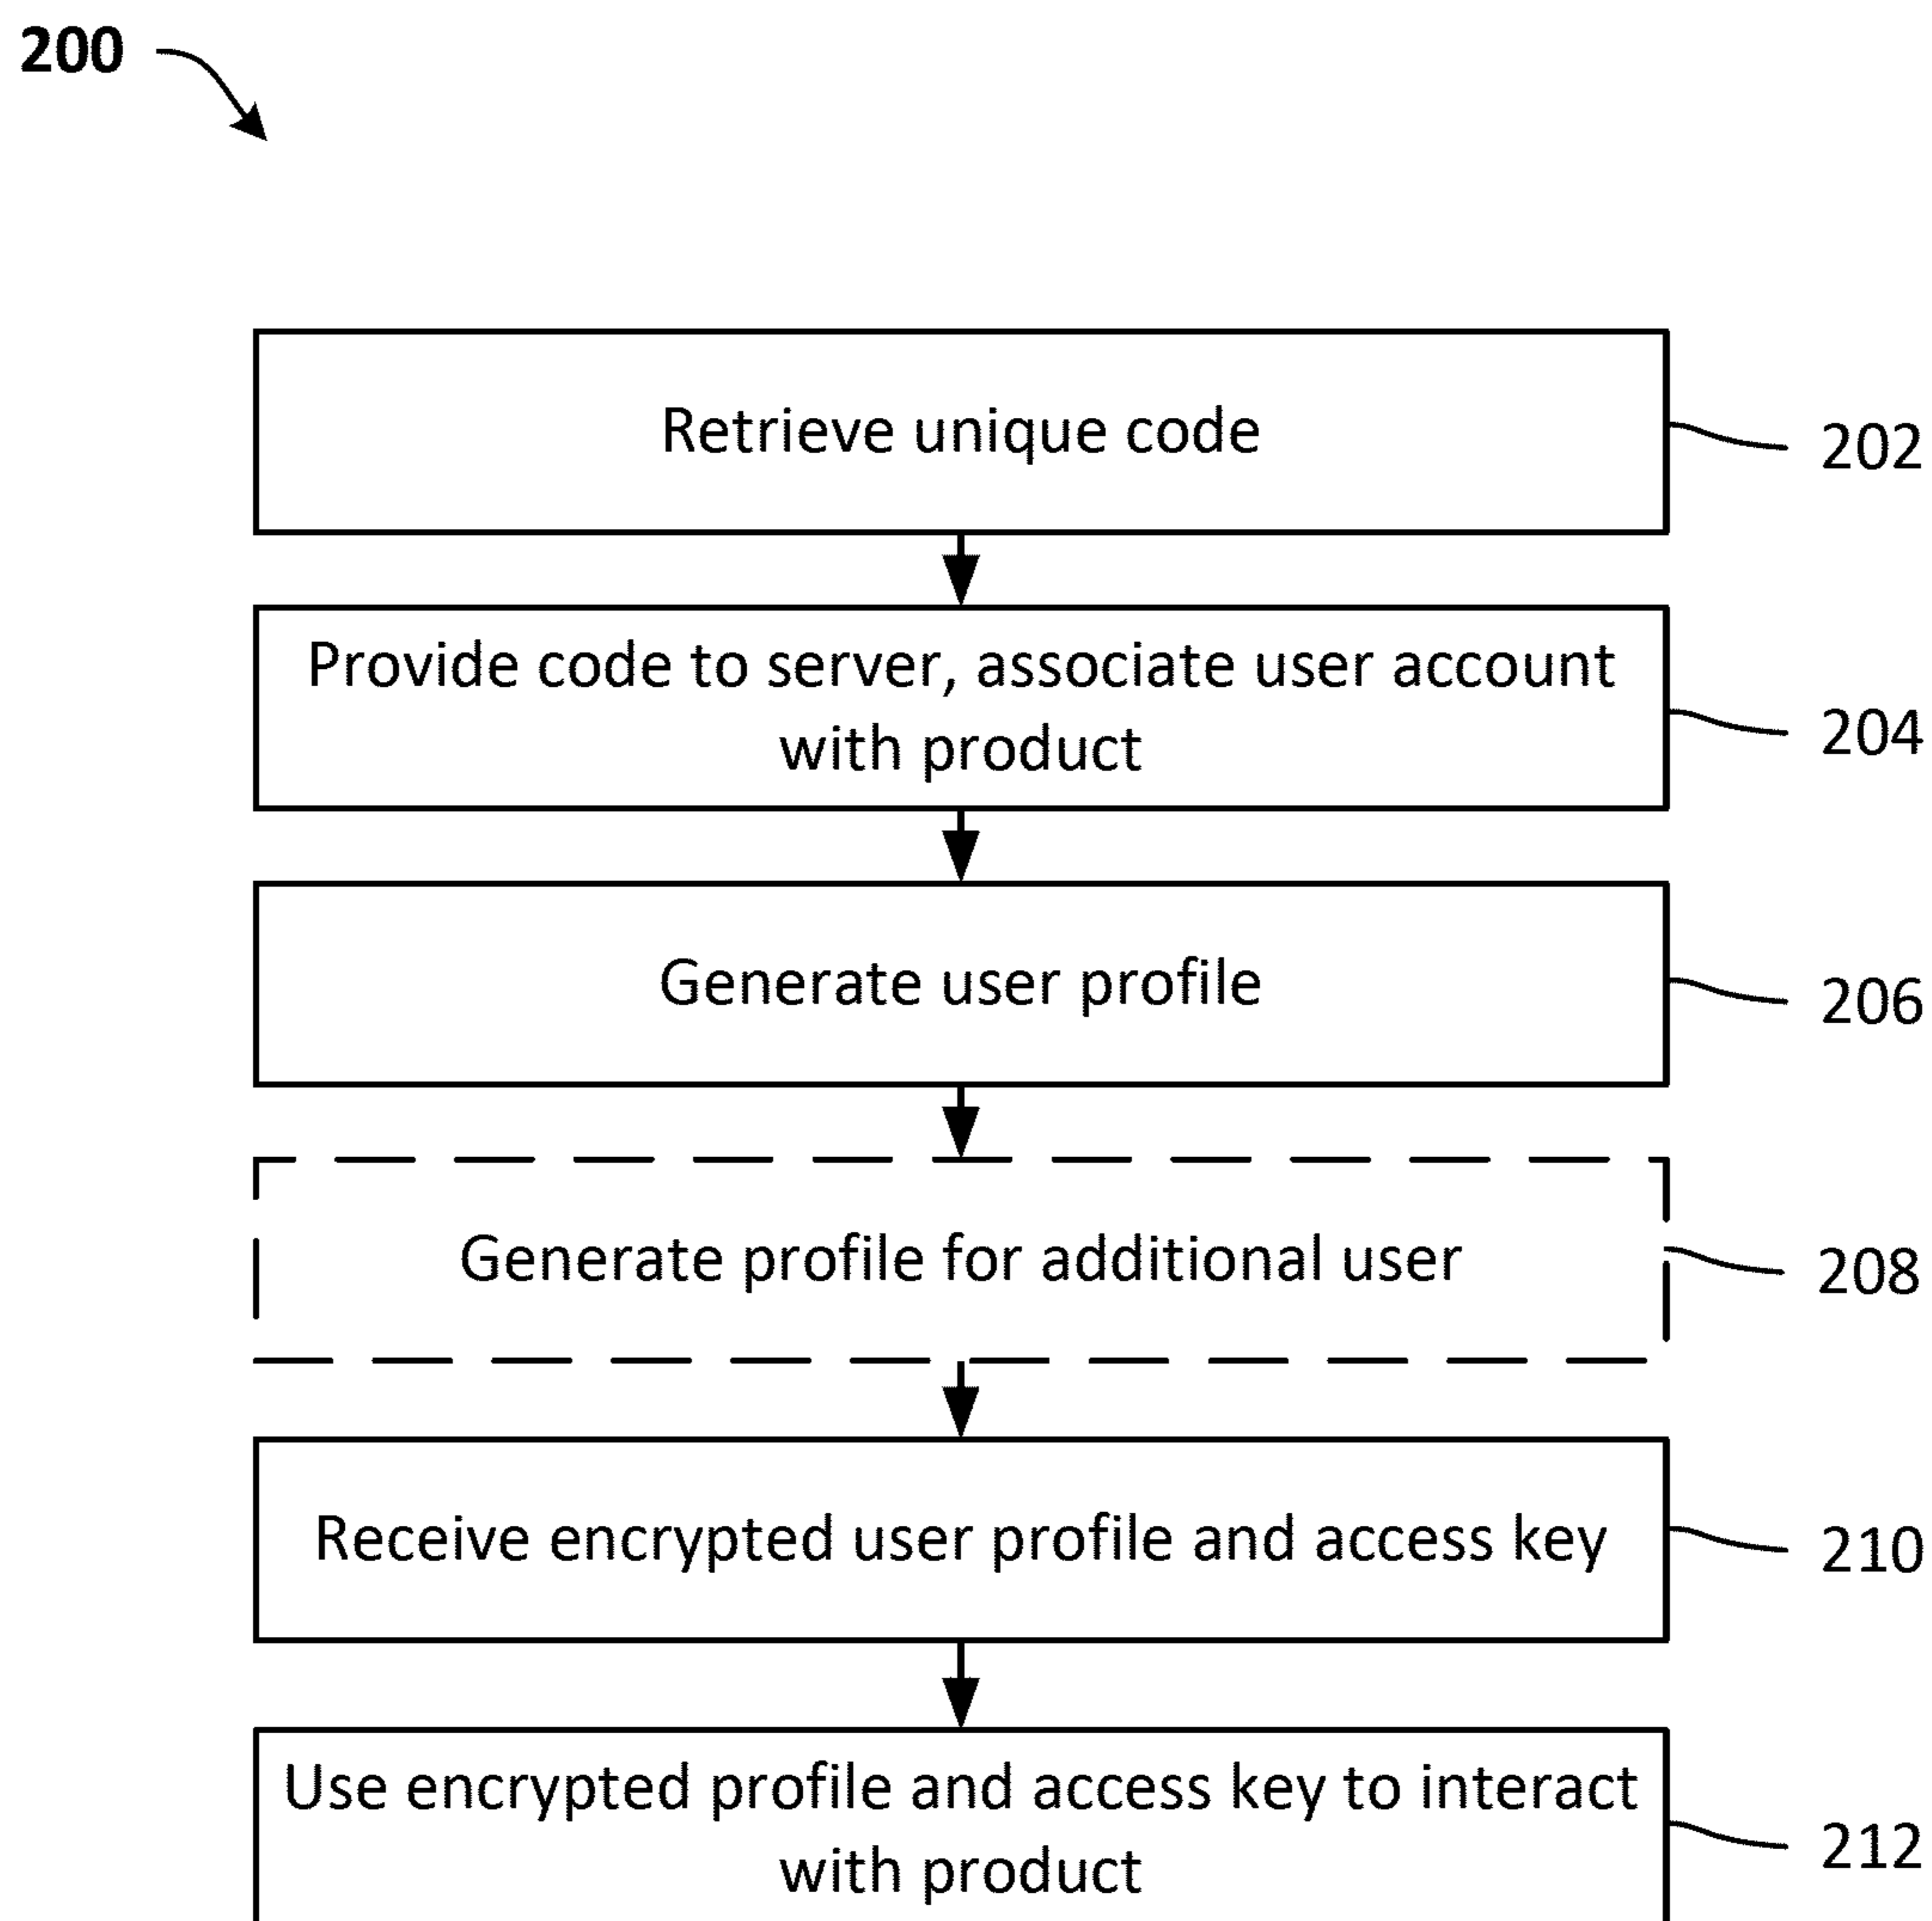 200
Retrieve unique code
202
Provide code to server, associate user account
with product
204
Generate user profile
206
Generate profile for additional user
208
Receive encrypted user profile and access key
210
Use encrypted profile and access key to interact
with product
212